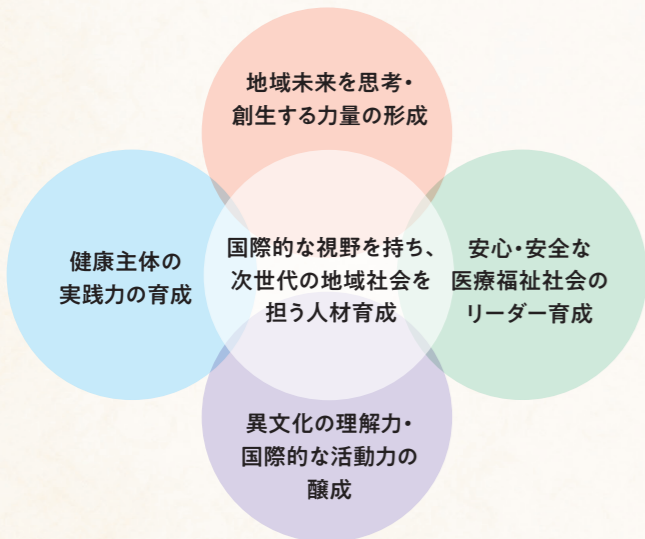 地域未来を思考・
創生する力量の形成
健康主体の
実践力の育成
国際的な視野を持ち、
次世代の地域社会を
担う人材育成
安心・安全な
医療福祉社会の
リーダー育成
異文化の理解力・
国際的な活動力の
醸成